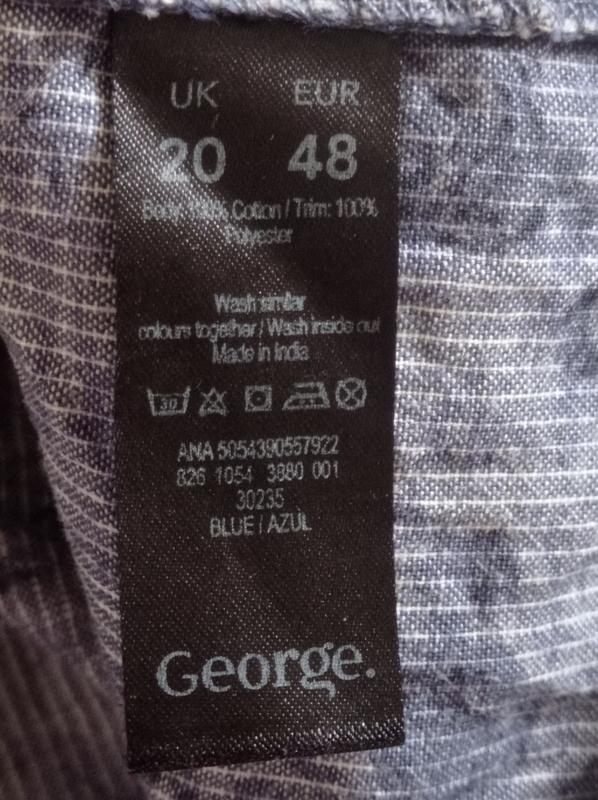 UK EUR
20 48
Body: 100% Cotton / Trim: 100%
Polyester
Wash similar
colours together / Wash inside out
Made in India
30
ANA 5054390557922
826 1054 3880 001
30235
BLUE / AZUL
George.